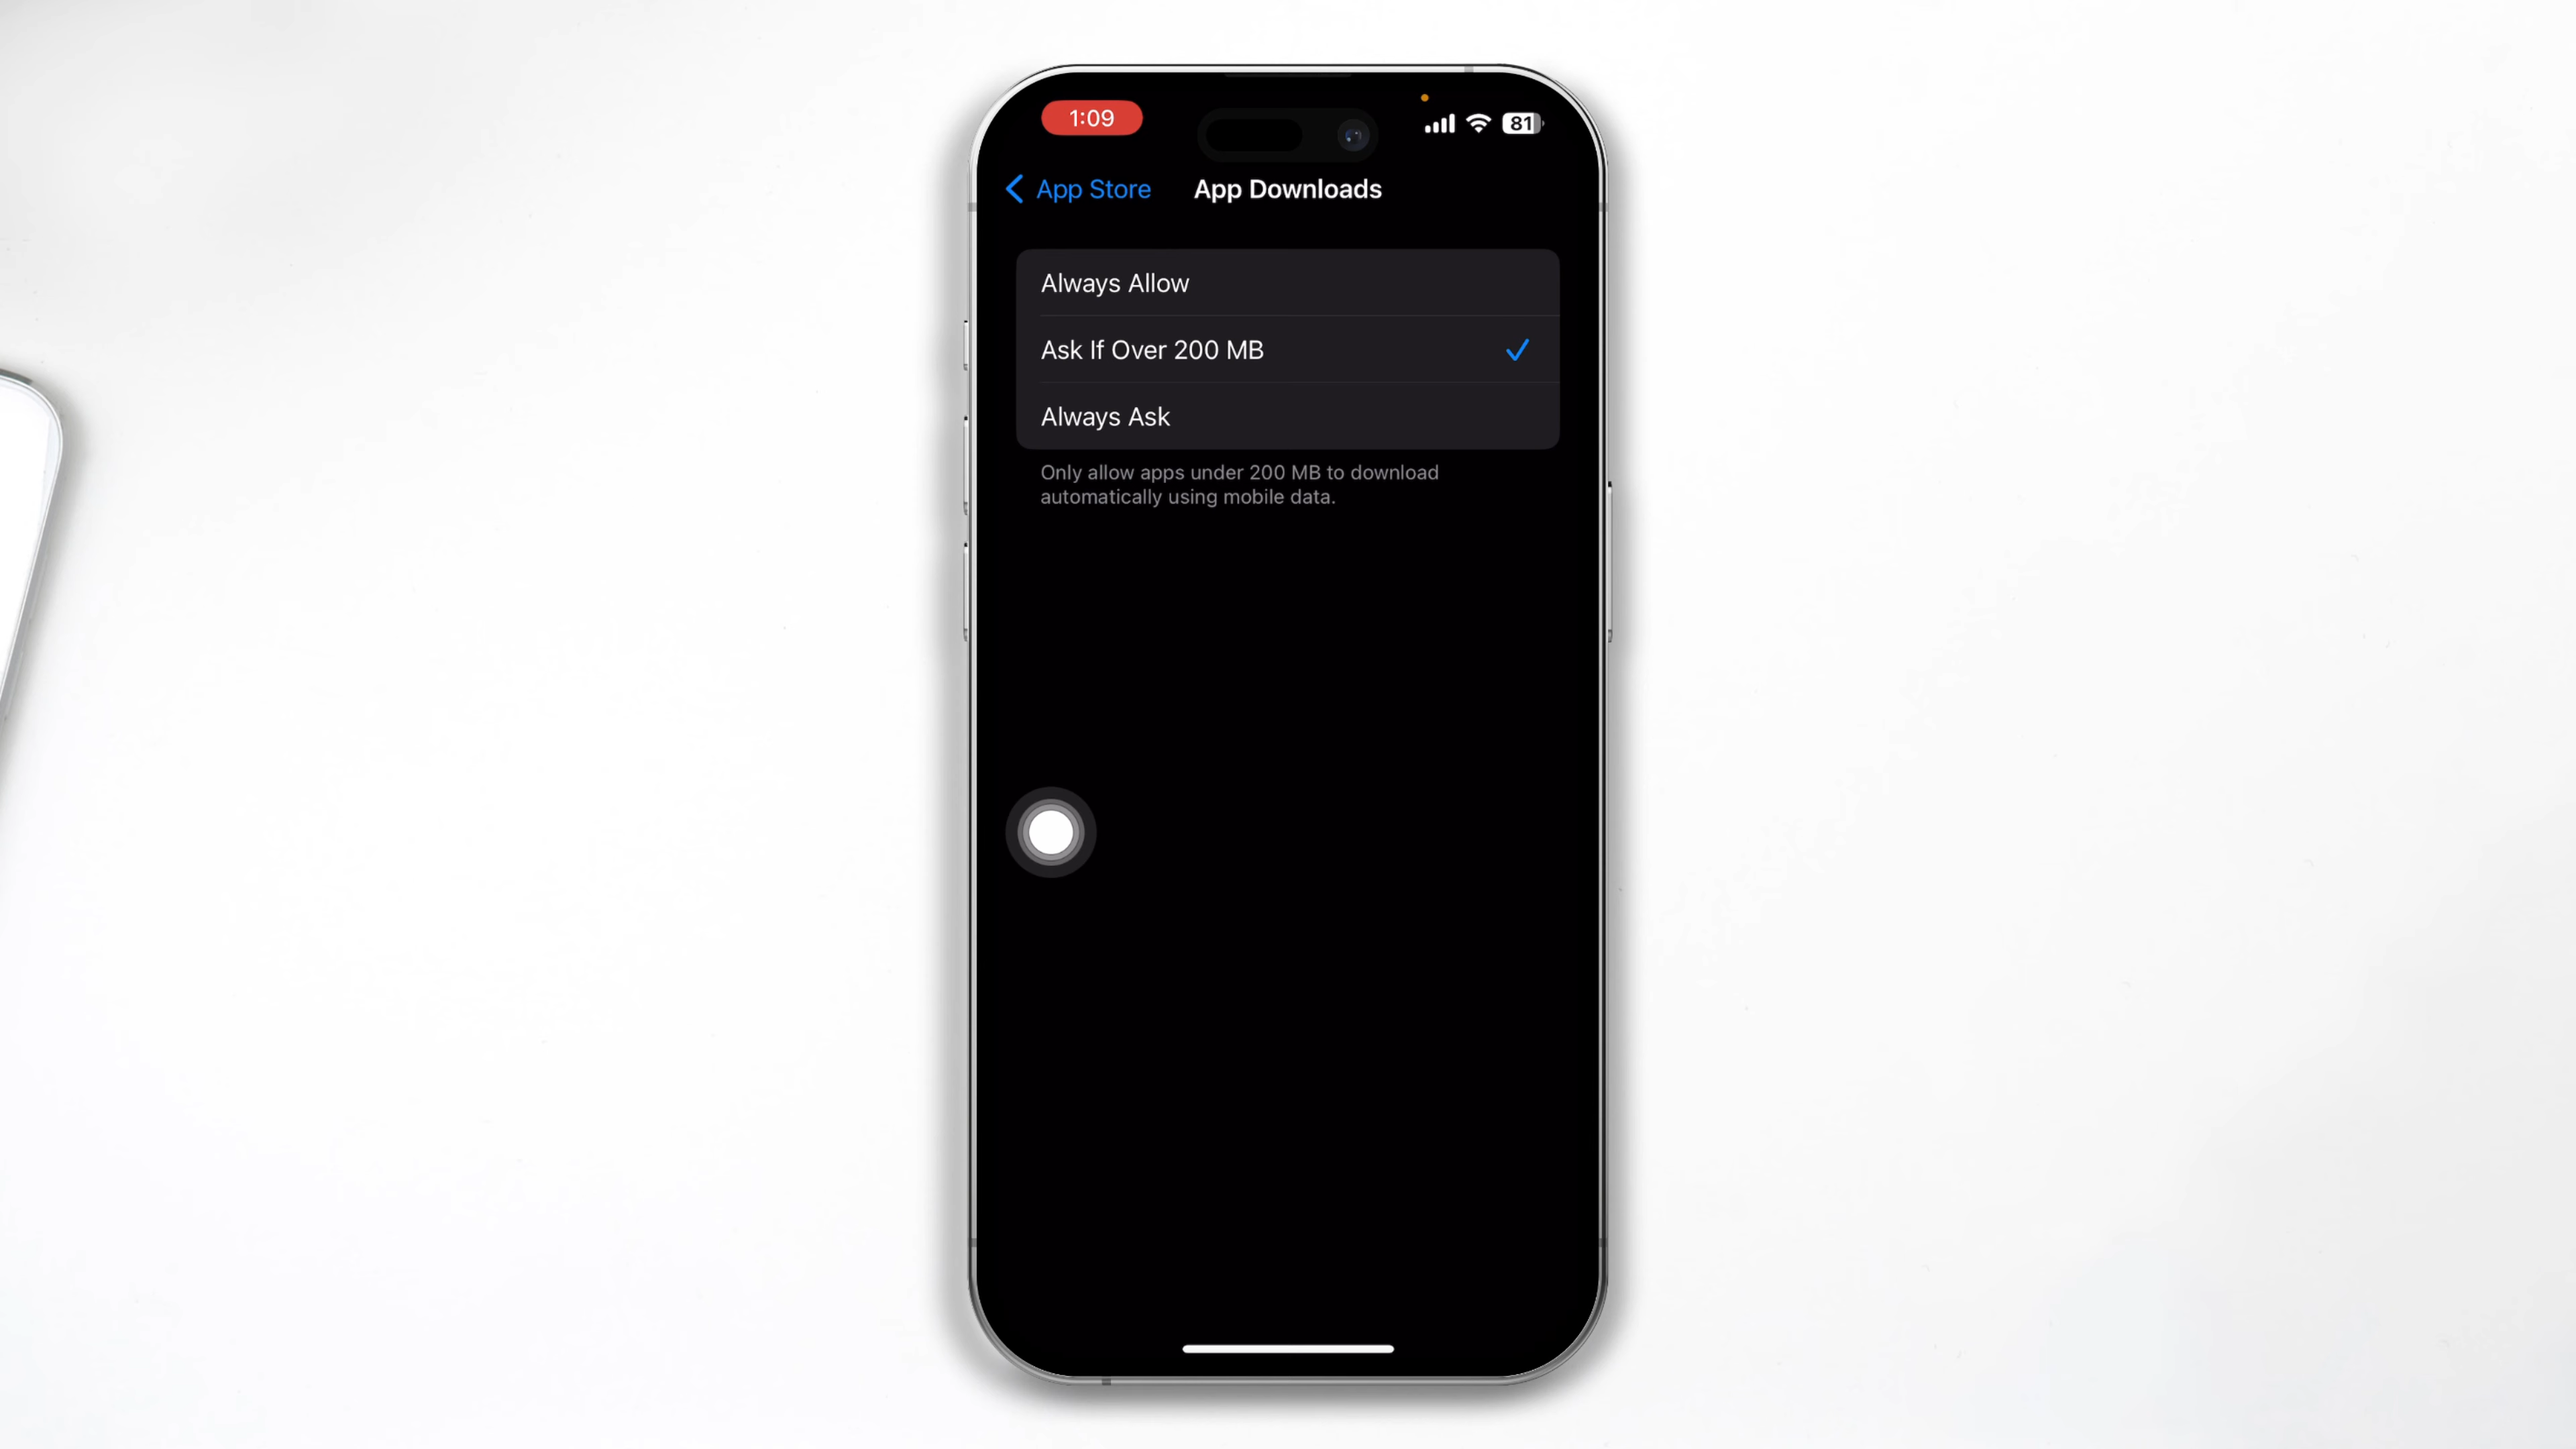 1:09
81
App Store
App Downloads
Always Allow
Ask If Over 200 MB
Always Ask
Only allow apps under 200 MB to download
automatically using mobile data.